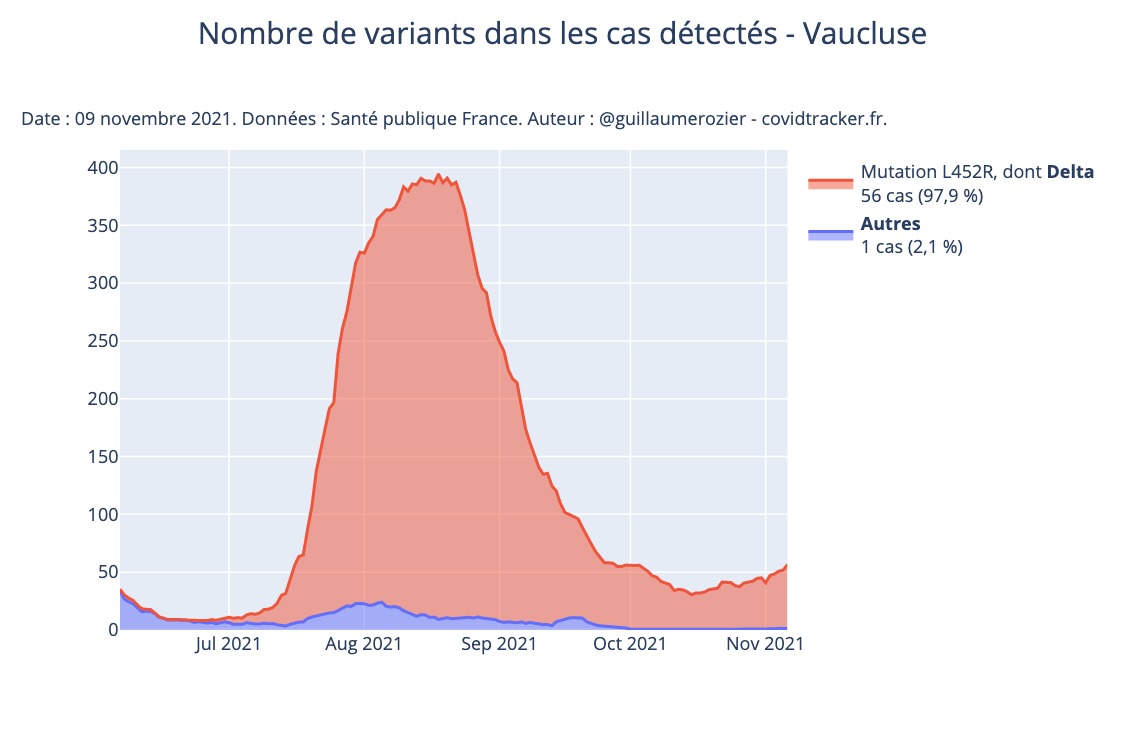 Nombre de variants dans les cas détectés - Vaucluse
Date : 09 novembre 2021. Données : Santé publique France. Auteur : @guillaumerozier - covidtracker.fr.
400
350
300
250
200
150
100
50
0
Jul 2021
Aug 2021
Sep 2021
Oct 2021
Nov 2021
Mutation L452R, dont Delta
56 cas (97,9 %)
Autres
1 cas (2,1 %)